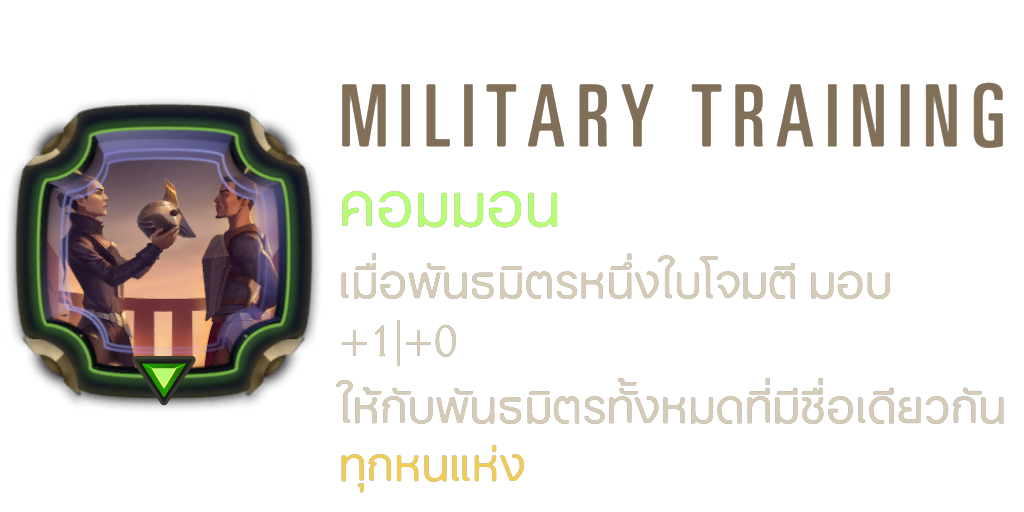 MILITARY TRAINING
คอมมอน
เมื่อพันธมิตรหนึ่งใบโจมตี มอบ
+1|+0
ให้กับพันธมิตรทั้งหมดที่มีชื่อเดียวกัน
ทุกหนแห่ง